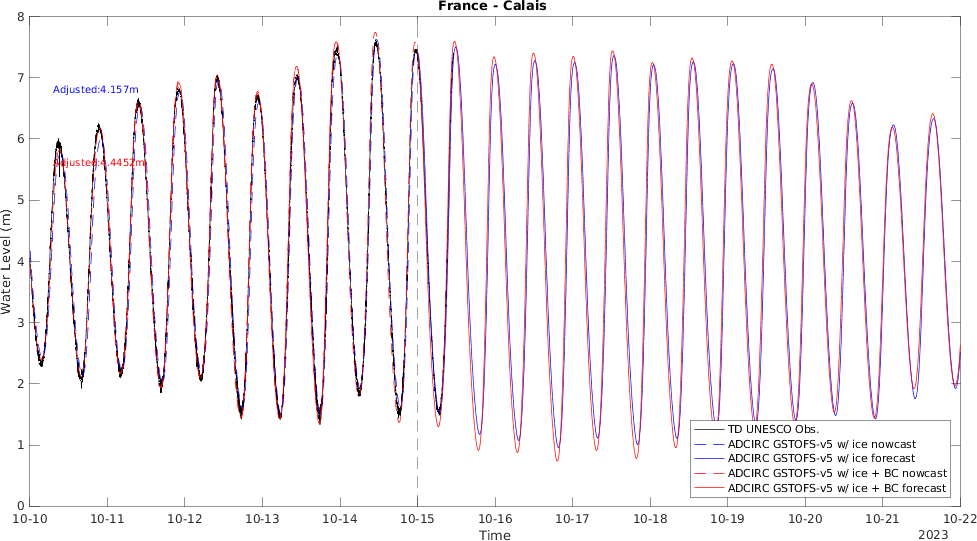 France - Calais
8
7
6
5
4
3
2
1
0
Water Level (m)
Adjusted:4.157m
Adjusted:4.4452m
TD UNESCO Obs.
ADCIRC GSTOFS-v5 w/ ice nowcast
ADCIRC GSTOFS-v5 w/ ice forecast
ADCIRC GSTOFS-v5 w/ ice + BC nowcast
ADCIRC GSTOFS-v5 w/ ice + BC forecast
10-10 10-11 10-12 10-13 10-14 10-15 10-16 10-17 10-18 10-19 10-20 10-21 10-22
Time
2023